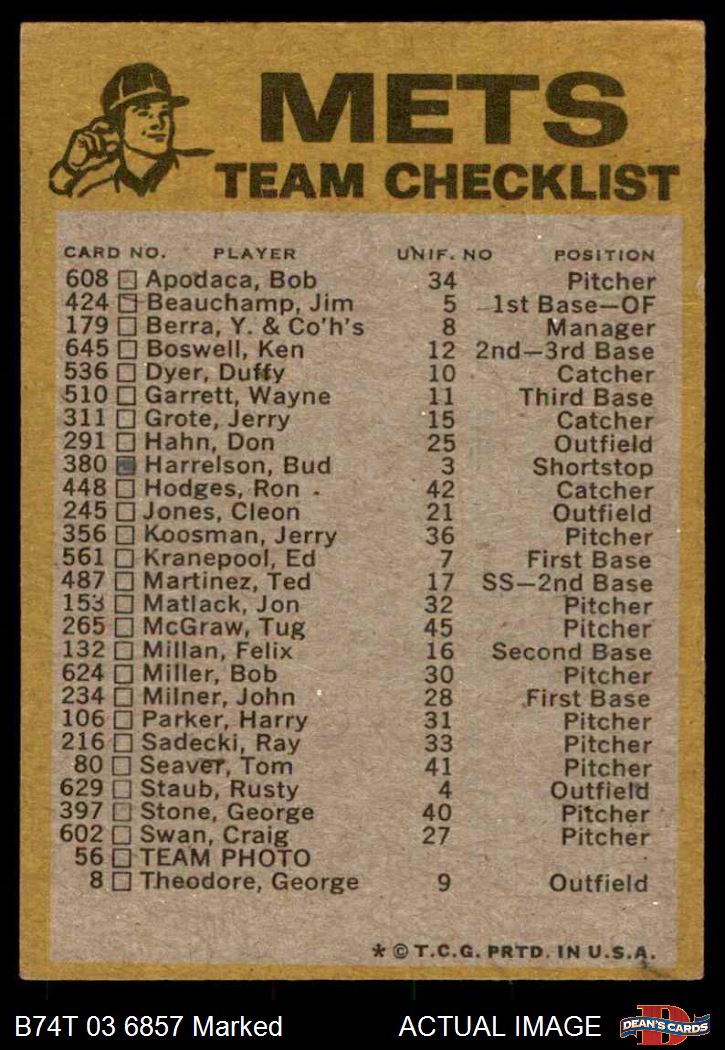 METS
TEAM CHECKLIST
CARD NO. PLAYER UNIF. NO POSITION
608 Apodaca, Bob 34 Pitcher
424 Beauchamp, Jim 5 1st Base—OF
179 Berra, Y. & Co'h's 8 Manager
645 Boswell, Ken 12 2nd—3rd Base
536 Dyer, Duffy 10 Catcher
510 Garrett, Wayne 11 Third Base
311 Grote, Jerry 15 Catcher
291 Hahn, Don 25 Outfield
380 Harrelson, Bud 3 Shortstop
448 Hodges, Ron 42 Catcher
245 Jones, Cleon 21 Outfield
356 Koosman, Jerry 36 Pitcher
561 Kranepool, Ed 7 First Base
487 Martinez, Ted 17 SS—2nd Base
153 Matlack, Jon 32 Pitcher
265 McGraw, Tug 45 Pitcher
132 Millan, Felix 16 Second Base
624 Miller, Bob 30 Pitcher
234 Milner, John 28 First Base
106 Parker, Harry 31 Pitcher
216 Sadecki, Ray 33 Pitcher
80 Seaver, Tom 41 Pitcher
629 Staub, Rusty 4 Outfield
397 Stone, George 40 Pitcher
602 Swan, Craig 27 Pitcher
56 TEAM PHOTO
8 Theodore, George 9 Outfield
* © T.C.G. PRTD. IN U.S.A.
B74T 03 6857 Marked ACTUAL IMAGE
D
DEAN'S CARDS